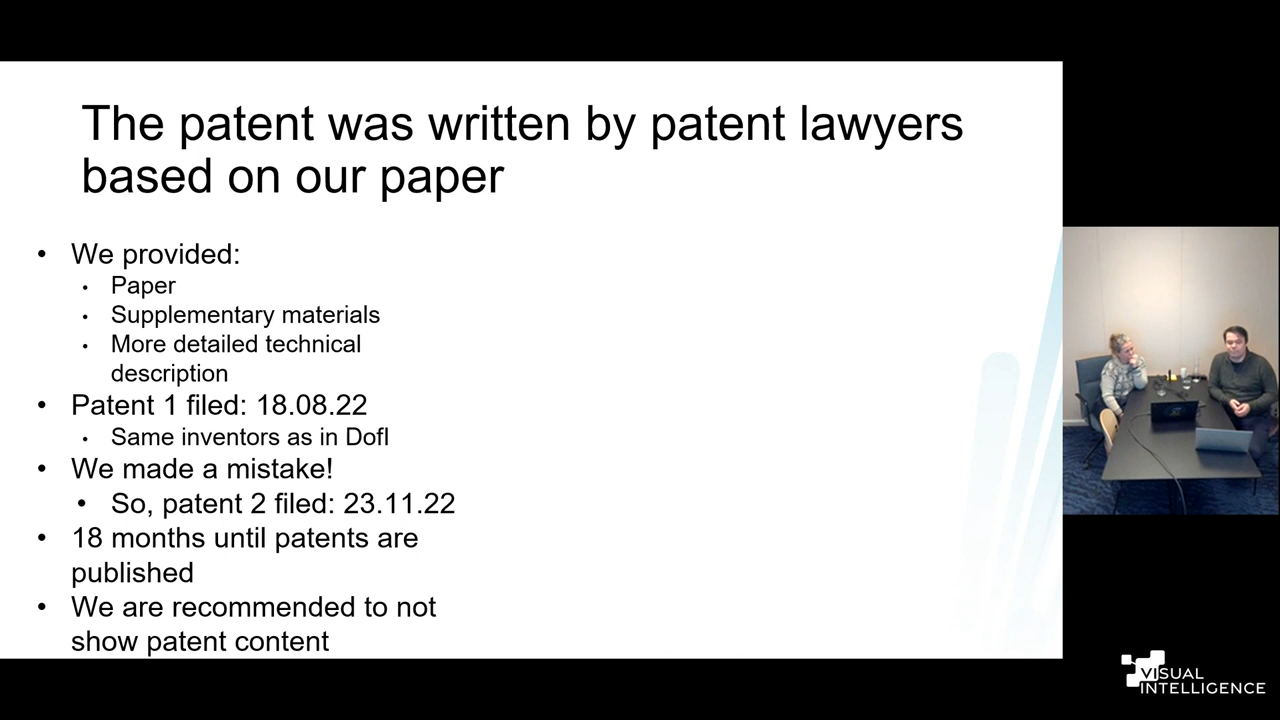 The patent was written by patent lawyers
based on our paper
• We provided:
• Paper
• Supplementary materials
• More detailed technical
description
• Patent 1 filed: 18.08.22
• Same inventors as in Dofl
• We made a mistake!
• So, patent 2 filed: 23.11.22
• 18 months until patents are
published
• We are recommended to not
show patent content
VISUAL
INTELLIGENCE